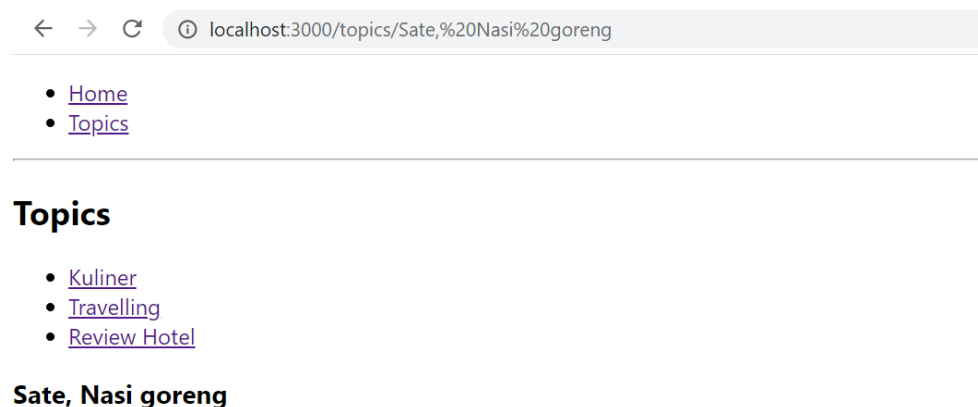 localhost:3000/topics/Sate,%20Nasi%20goreng
Home
Topics
Topics
Kuliner
Travelling
Review Hotel
Sate, Nasi goreng